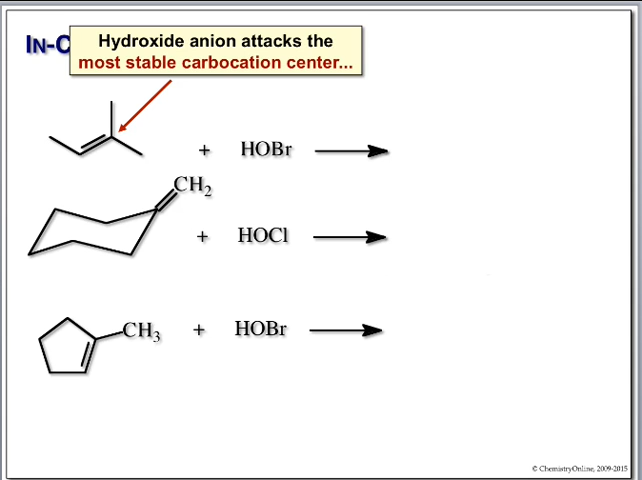 IN-C
Hydroxide anion attacks the
most stable carbocation center...
+ HOBr
CH2
+ HOCl
CH3 + HOBr
© ChemistryOnline, 2009-2015